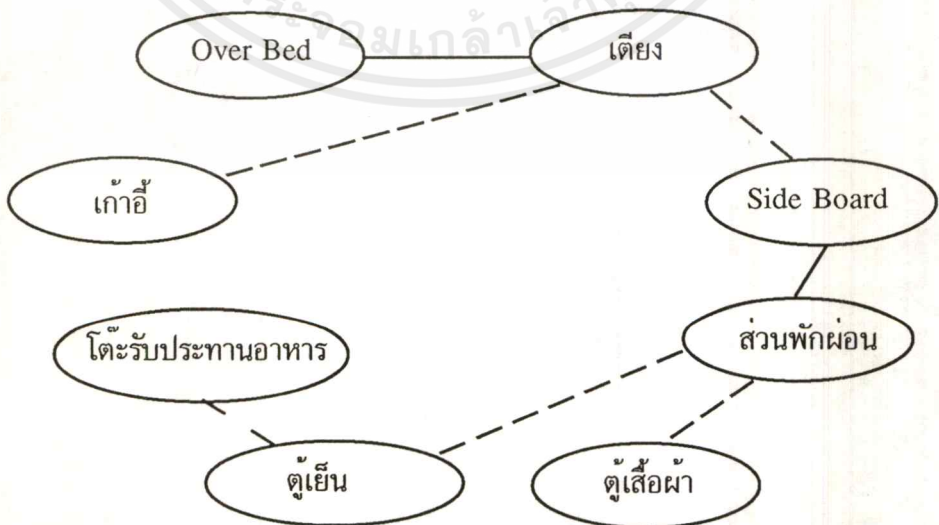 Over Bed
เตียง
เก้าอี้
Side Board
โต๊ะรับประทานอาหาร
ส่วนพักผ่อน
ตู้เย็น
ตู้เสื้อผ้า